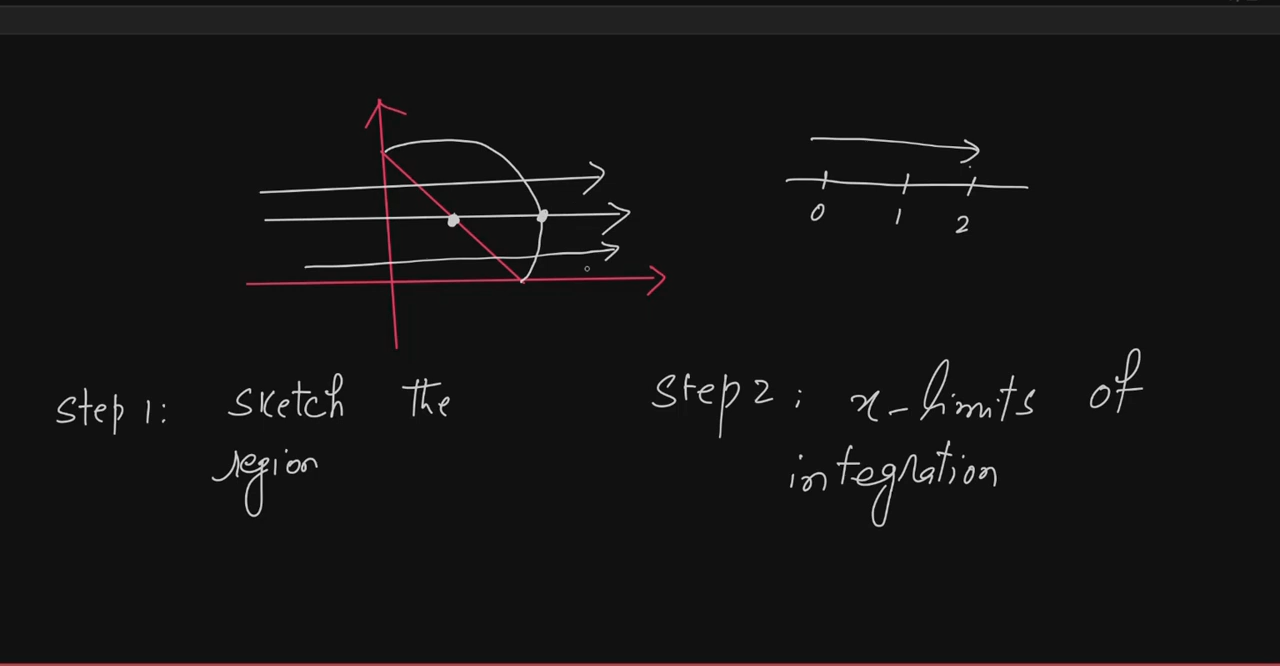 0 1 2
Step 1: sketch the
region
Step 2: x-limits of
integration